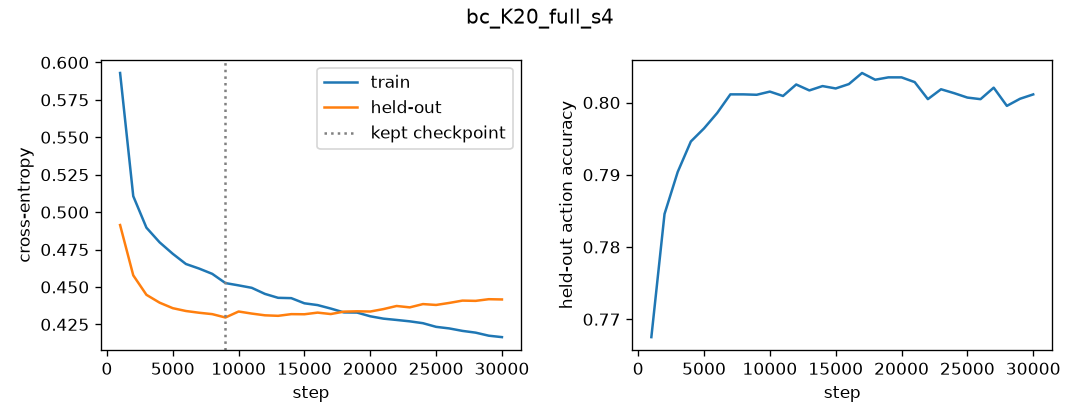 bc_K20_full_s4
cross-entropy
0.600
0.575
0.550
0.525
0.500
0.475
0.450
0.425
train
held-out
kept checkpoint
0 5000 10000 15000 20000 25000 30000
step
held-out action accuracy
0.80
0.79
0.78
0.77
0 5000 10000 15000 20000 25000 30000
step